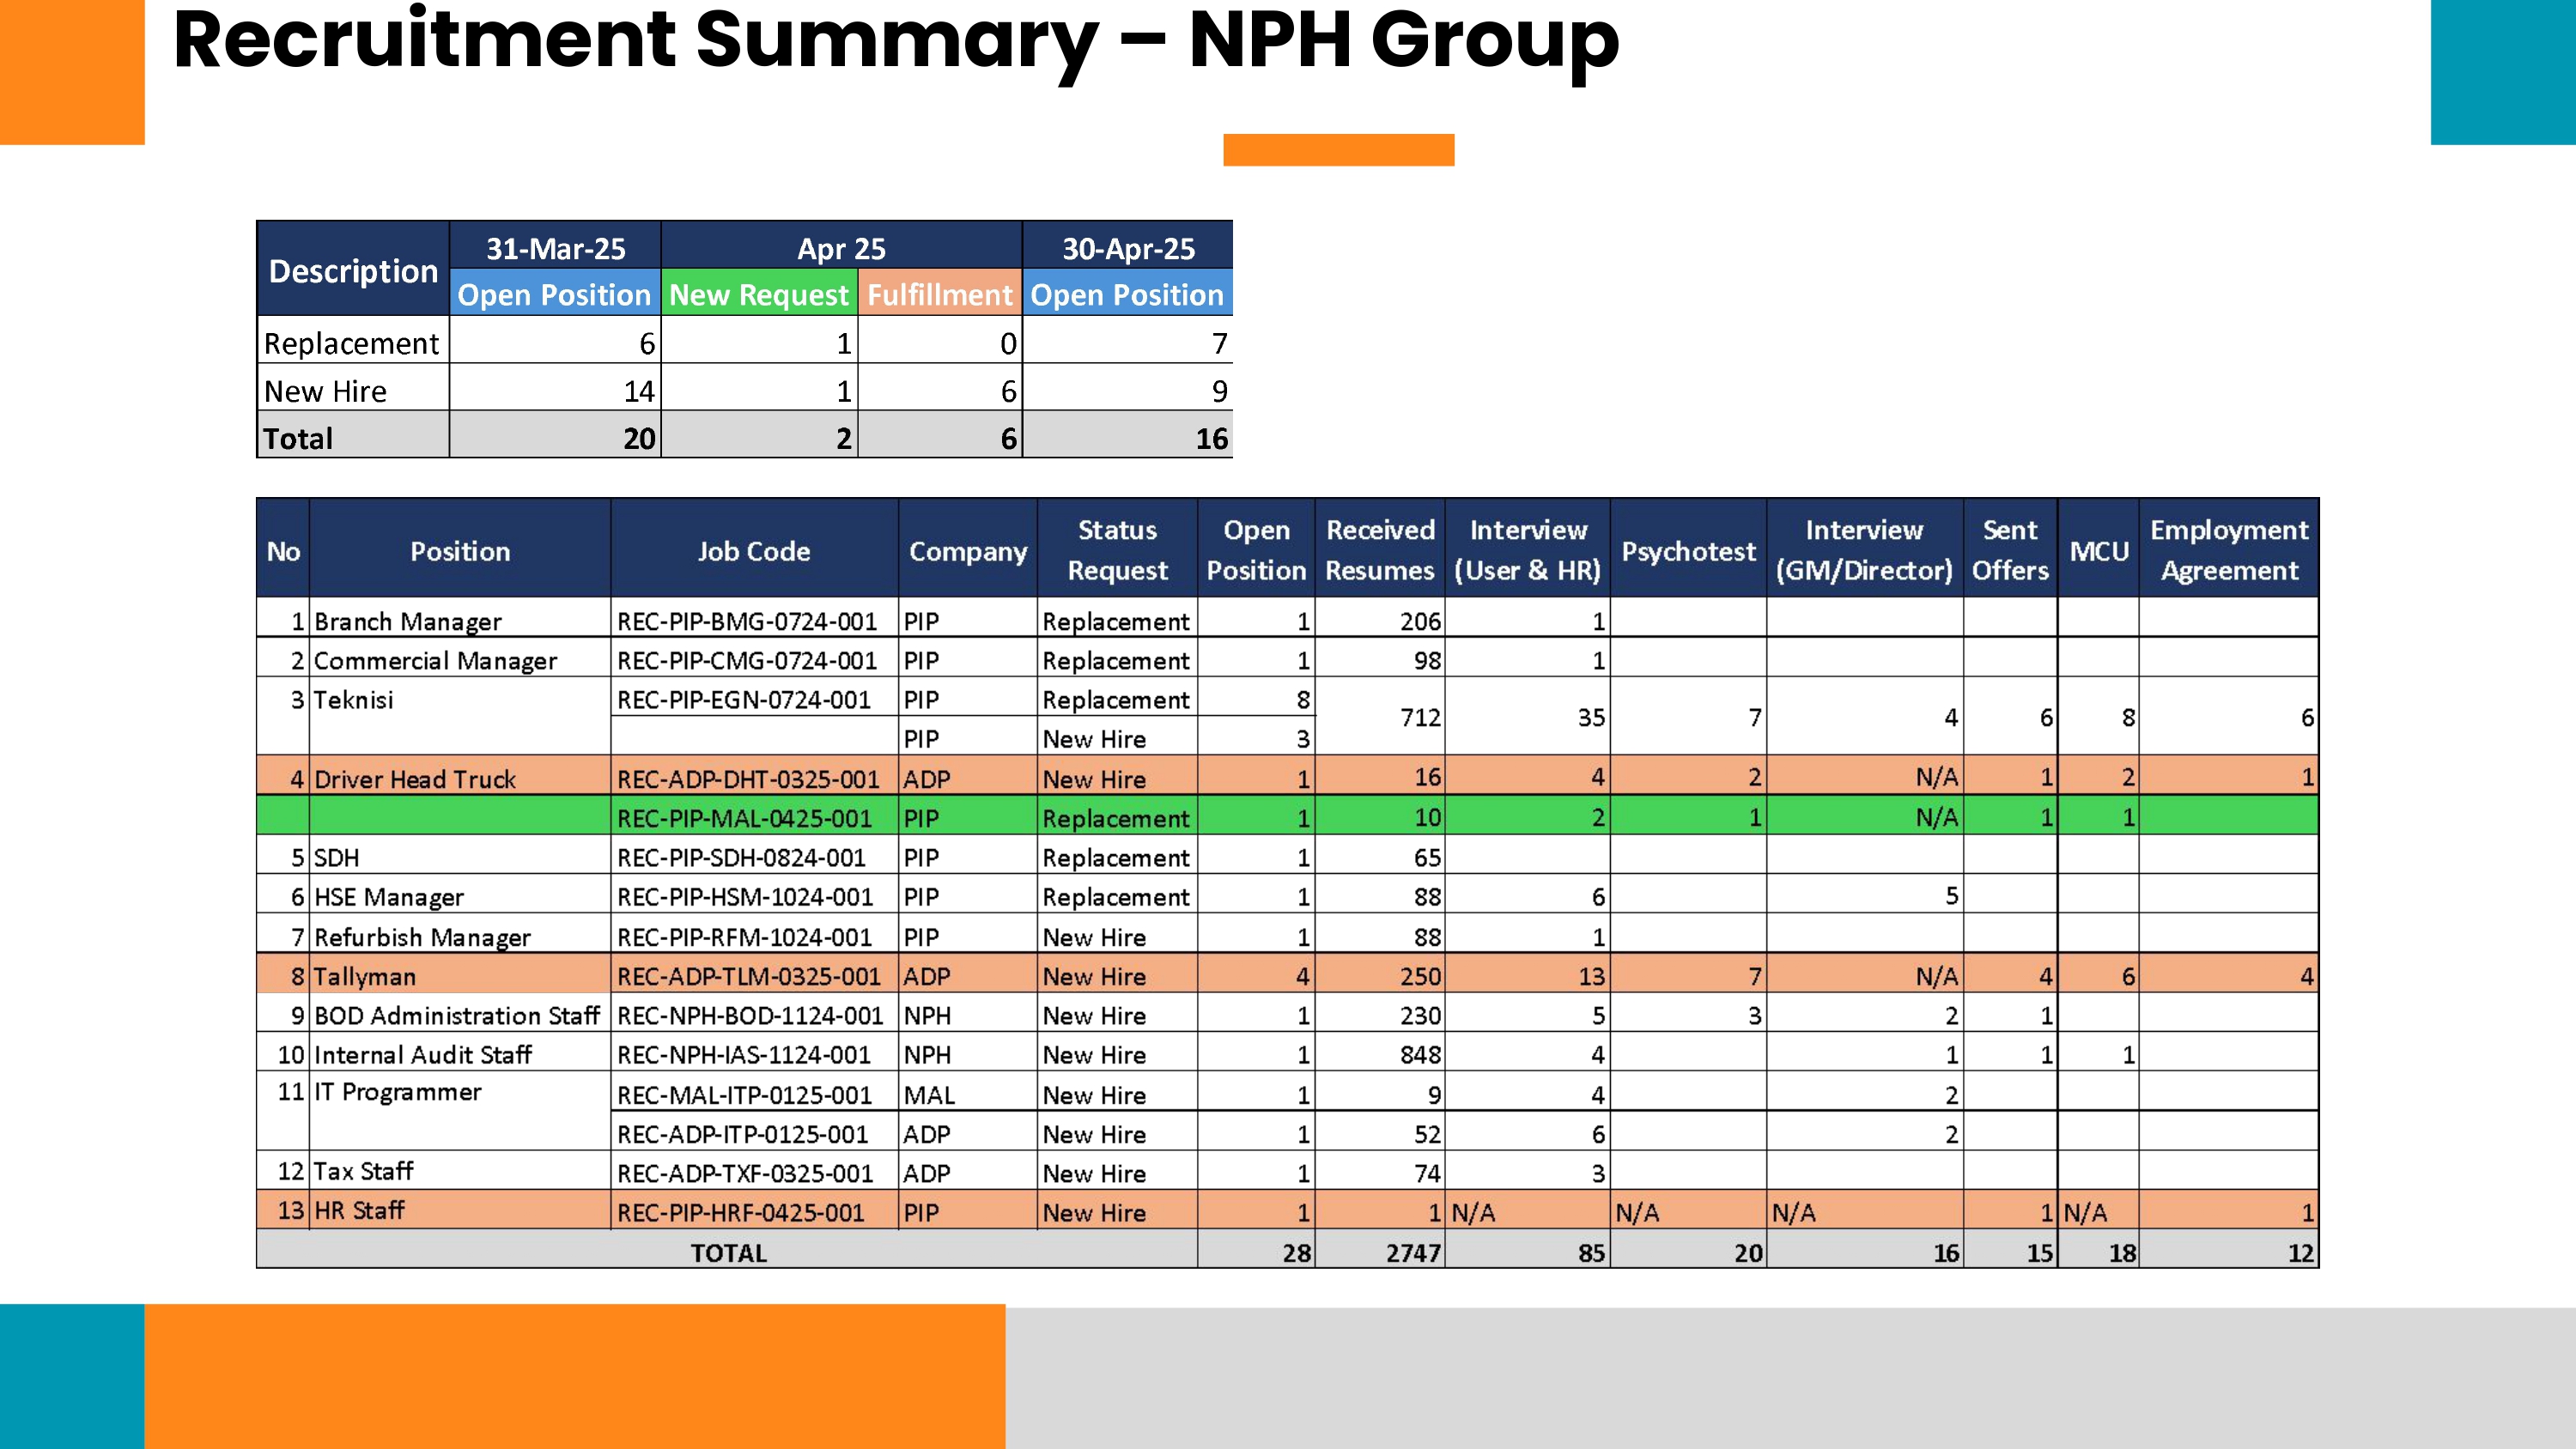 Recruitment Summary – NPH Group
Description 31-Mar-25 Apr 25 30-Apr-25
Open Position New Request Fulfillment Open Position
Replacement 6 1 0 7
New Hire 14 1 6 9
Total 20 2 6 16
No Position Job Code Company Status Request Open Position Received Resumes Interview (User & HR) Psychotest Interview (GM/Director) Sent Offers MCU Employment Agreement
1 Branch Manager REC-PIP-BMG-0724-001 PIP Replacement 1 206 1
2 Commercial Manager REC-PIP-CMG-0724-001 PIP Replacement 1 98 1
3 Teknisi REC-PIP-EGN-0724-001 PIP Replacement 8 712 35 7 4 6 8 6
PIP New Hire 3
4 Driver Head Truck REC-ADP-DHT-0325-001 ADP New Hire 1 16 4 2 N/A 1 2 1
REC-PIP-MAL-0425-001 PIP Replacement 1 10 2 1 N/A 1 1
5 SDH REC-PIP-SDH-0824-001 PIP Replacement 1 65
6 HSE Manager REC-PIP-HSM-1024-001 PIP Replacement 1 88 6 5
7 Refurbish Manager REC-PIP-RFM-1024-001 PIP New Hire 1 88 1
8 Tallyman REC-ADP-TLM-0325-001 ADP New Hire 4 250 13 7 N/A 4 6 4
9 BOD Administration Staff REC-NPH-BOD-1124-001 NPH New Hire 1 230 5 3 2 1
10 Internal Audit Staff REC-NPH-IAS-1124-001 NPH New Hire 1 848 4 1 1 1
11 IT Programmer REC-MAL-ITP-0125-001 MAL New Hire 1 9 4 2
REC-ADP-ITP-0125-001 ADP New Hire 1 52 6 2
12 Tax Staff REC-ADP-TXF-0325-001 ADP New Hire 1 74 3
13 HR Staff REC-PIP-HRF-0425-001 PIP New Hire 1 1 N/A N/A N/A 1 N/A 1
TOTAL 28 2747 85 20 16 15 18 12